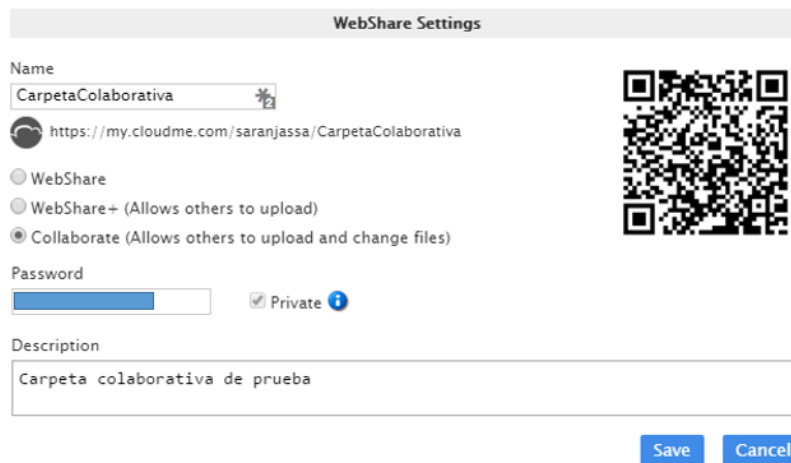 WebShare Settings
Name
CarpetaColaborativa
2
https://my.cloudme.com/saranjassa/CarpetaColaborativa
WebShare
WebShare+ (Allows others to upload)
Collaborate (Allows others to upload and change files)
Password
Private
Description
Carpeta colaborativa de prueba
Save Cancel